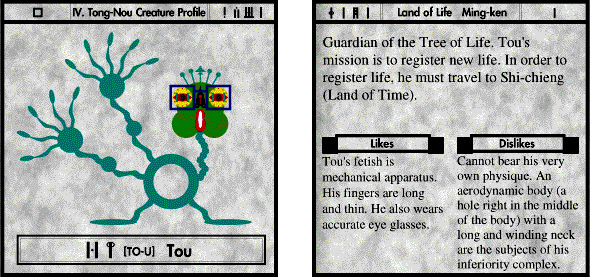 IV. Tong-Nou Creature Profile
[TO-U] Tou
Land of Life Ming-ken
Guardian of the Tree of Life. Tou's
mission is to register new life. In order to
register life, he must travel to Shi-chieng
(Land of Time).
Likes
Tou's fetish is
mechanical apparatus.
His fingers are long
and thin. He also wears
accurate eye glasses.
Dislikes
Cannot bear his very
own physique. An
aerodynamic body (a
hole right in the middle
of the body) with a
long and winding neck
are the subjects of his
inferiority complex.